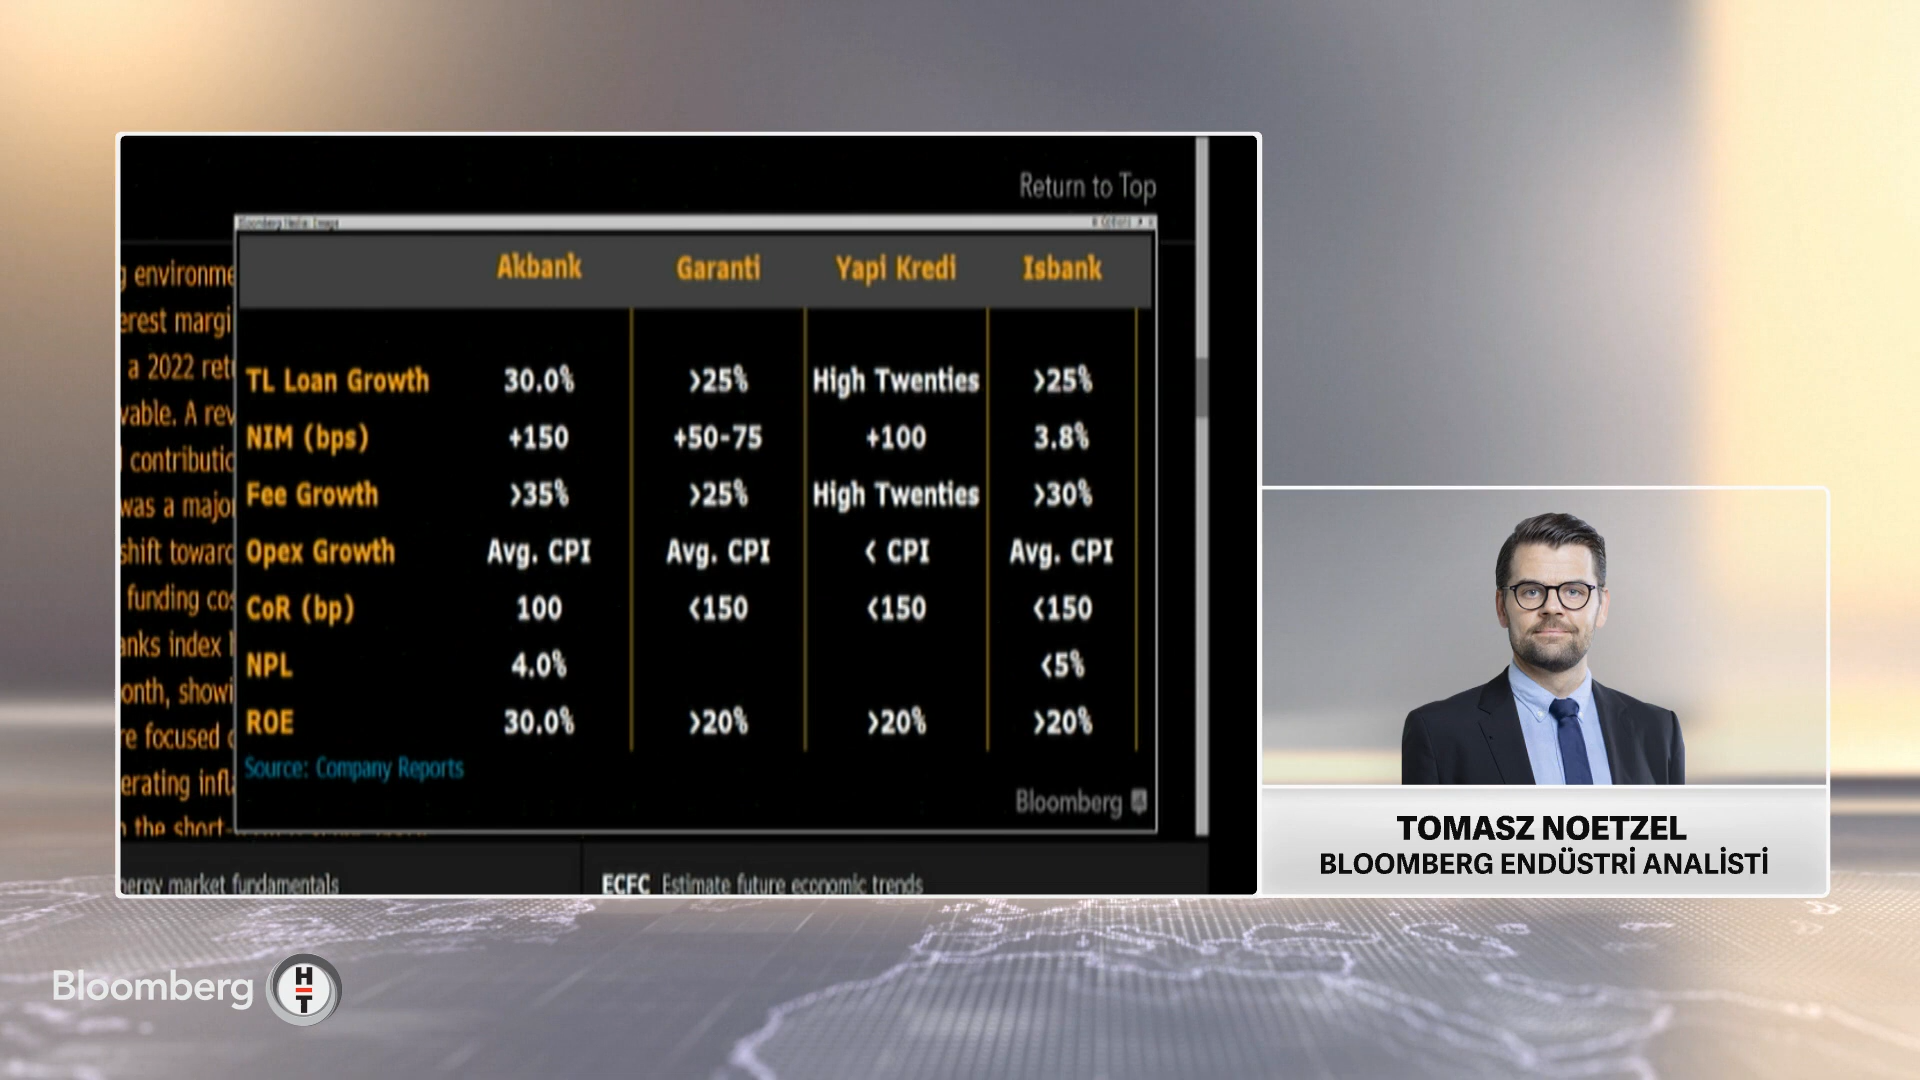 Return to Top
Bloomberg Media: Image
Akbank Garanti Yapi Kredi Isbank
TL Loan Growth 30.0% >25% High Twenties >25%
NIM (bps) +150 +50-75 +100 3.8%
Fee Growth >35% >25% High Twenties >30%
Opex Growth Avg. CPI Avg. CPI < CPI Avg. CPI
CoR (bp) 100 <150 <150 <150
NPL 4.0% <5%
ROE 30.0% >20% >20% >20%
Source: Company Reports
Bloomberg
g environme
erest margi
a 2022 ret
vable. A rev
contributio
was a major
shift toward
funding cos
anks index
onth, showi
re focused
erating infl
the short-
ergy market fundamentals
ECFC Estimate future economic trends
TOMASZ NOETZEL
BLOOMBERG ENDÜSTRİ ANALİSTİ
Bloomberg HT